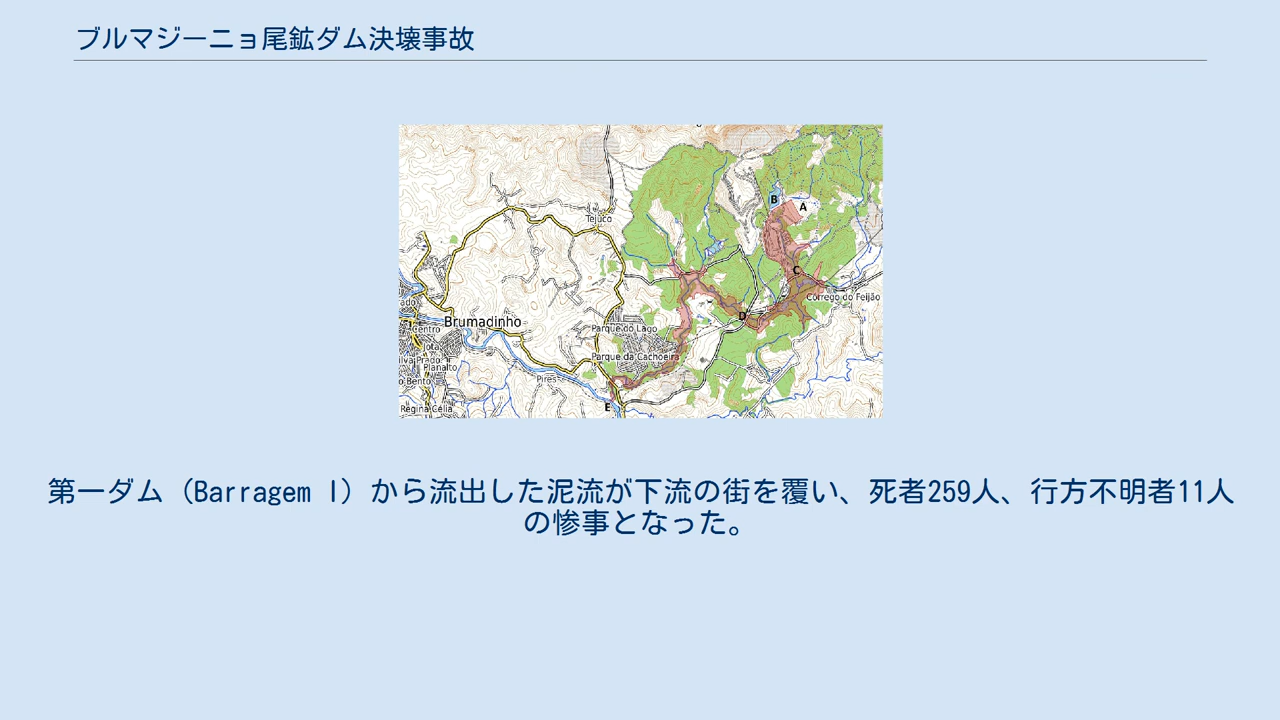 ブルマジーニョ尾鉱ダム決壊事故
B
A
Tejuco
C
Córrego do Feijão
D
Brumadinho
Parque do Lago
Parque da Cachoeira
Planalto
Pires
E
Regina Célia
第一ダム（Barragem I）から流出した泥流が下流の街を覆い、死者259人、行方不明者11人
の惨事となった。